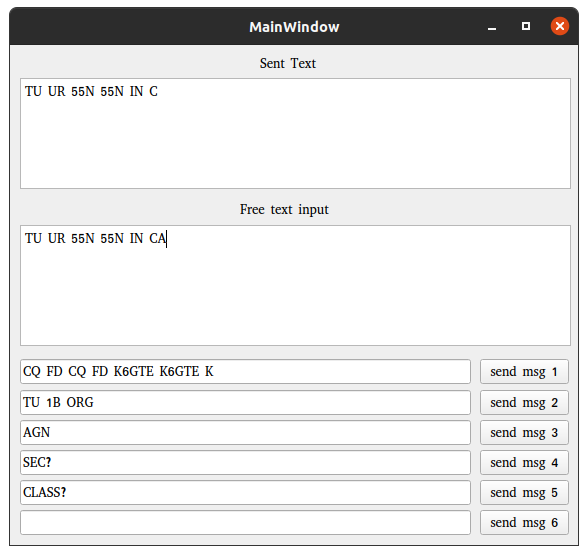 MainWindow
Sent Text
TU UR 55N 55N IN C
Free text input
TU UR 55N 55N IN CA
CQ FD CQ FD K6GTE K6GTE K
send msg 1
TU 1B ORG
send msg 2
AGN
send msg 3
SEC?
send msg 4
CLASS?
send msg 5
send msg 6